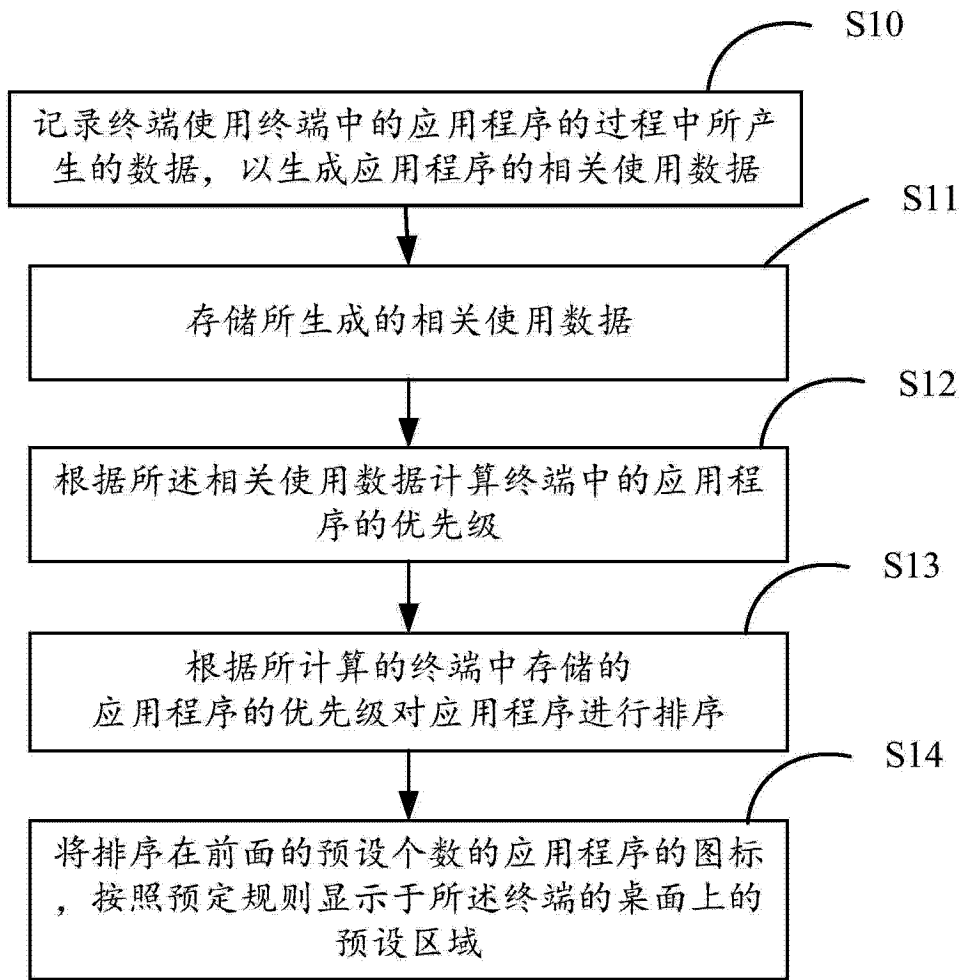 S10
记录终端使用终端中的应用程序的过程中所产
生的数据，以生成应用程序的相关使用数据
S11
存储所生成的相关使用数据
S12
根据所述相关使用数据计算终端中的应用程
序的优先级
S13
根据所计算的终端中存储的
应用程序的优先级对应用程序进行排序
S14
将排序在前面的预设个数的应用程序的图标
，按照预定规则显示于所述终端的桌面上的
预设区域